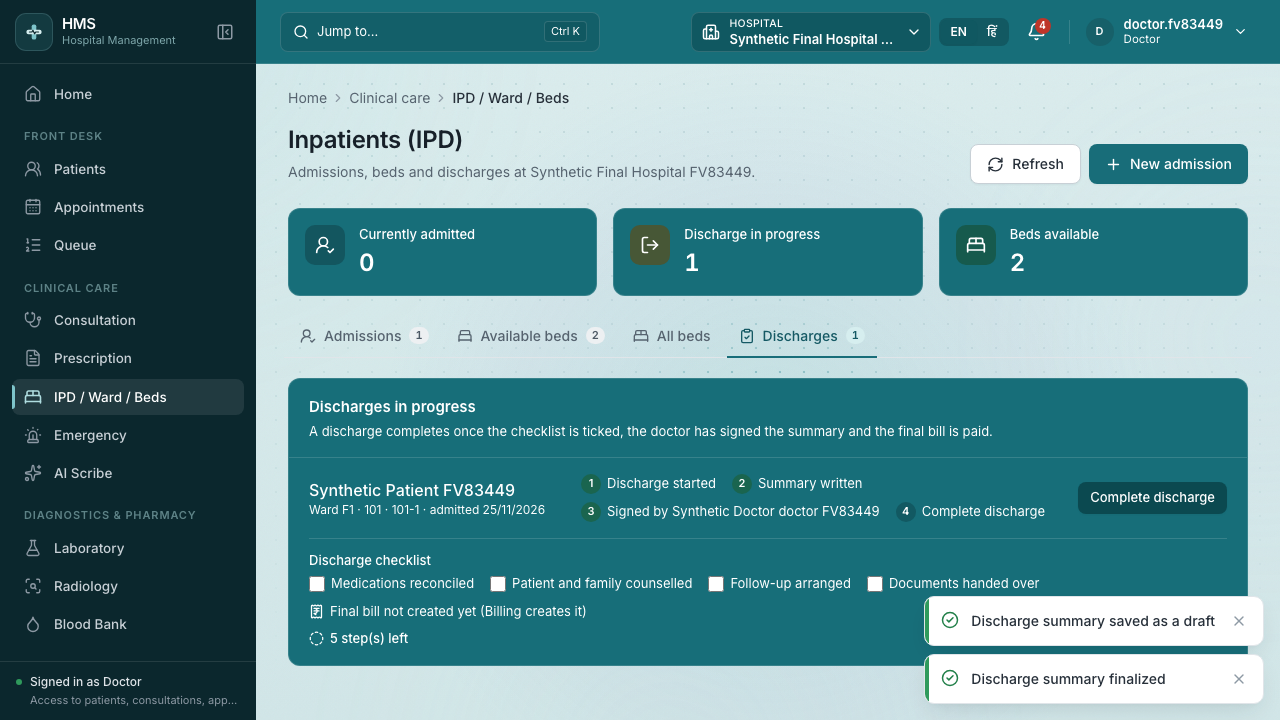 HMS
Hospital Management
Jump to...
Ctrl K
HOSPITAL
Synthetic Final Hospital ...
EN
हिं
4
D
doctor.fv83449
Doctor
Home
FRONT DESK
Patients
Appointments
Queue
CLINICAL CARE
Consultation
Prescription
IPD / Ward / Beds
Emergency
AI Scribe
DIAGNOSTICS & PHARMACY
Laboratory
Radiology
Blood Bank
Signed in as Doctor
Access to patients, consultations, app...
Home > Clinical care > IPD / Ward / Beds
Inpatients (IPD)
Admissions, beds and discharges at Synthetic Final Hospital FV83449.
Refresh
New admission
Currently admitted
0
Discharge in progress
1
Beds available
2
Admissions 1
Available beds 2
All beds
Discharges 1
Discharges in progress
A discharge completes once the checklist is ticked, the doctor has signed the summary and the final bill is paid.
Synthetic Patient FV83449
Ward F1 · 101 · 101-1 · admitted 25/11/2026
1 Discharge started
2 Summary written
3 Signed by Synthetic Doctor doctor FV83449
4 Complete discharge
Complete discharge
Discharge checklist
Medications reconciled
Patient and family counselled
Follow-up arranged
Documents handed over
Final bill not created yet (Billing creates it)
5 step(s) left
Discharge summary saved as a draft
Discharge summary finalized